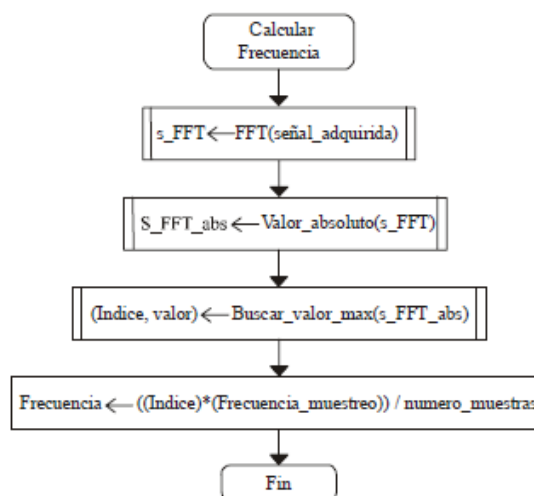 Calcular
Frecuencia
s_FFT←FFT(señal_adquirida)
S_FFT_abs←Valor_absoluto(s_FFT)
(Indice, valor)←Buscar_valor_max(s_FFT_abs)
Frecuencia←((Indice)*(Frecuencia_muestreo)) / numero_muestras
Fin